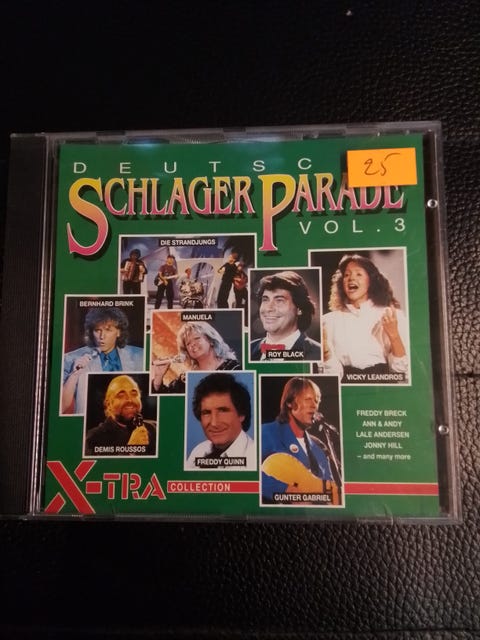 DEUTSC
25
SCHLAGER PARADE
VOL. 3
DIE STRANDJUNGS
BERNHARD BRINK
MANUELA
ROY BLACK
VICKY LEANDROS
DEMIS ROUSSOS
FREDDY QUINN
GUNTER GABRIEL
FREDDY BRECK
ANN & ANDY
LALE ANDERSEN
JONNY HILL
– and many more
X-TRA COLLECTION